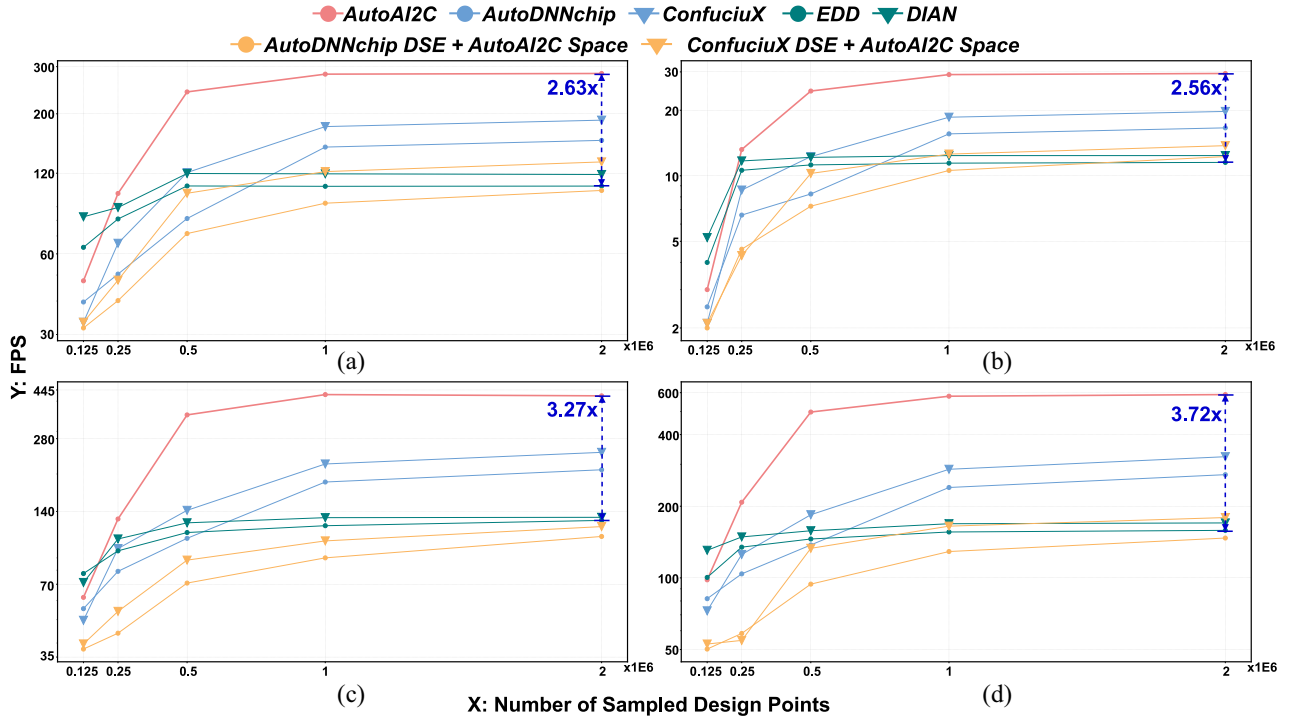 AutoAI2C AutoDNNchip ConfuciuX EDD DIAN
AutoDNNchip DSE + AutoAI2C Space ConfuciuX DSE + AutoAI2C Space
Y: FPS
300
200
120
60
30
2.63x
0.125 0.25 0.5 1 2 x1E6
(a)
30
20
10
5
2
2.56x
0.125 0.25 0.5 1 2 x1E6
(b)
445
280
140
70
35
3.27x
0.125 0.25 0.5 1 2 x1E6
(c)
600
400
200
100
50
3.72x
0.125 0.25 0.5 1 2 x1E6
(d)
X: Number of Sampled Design Points